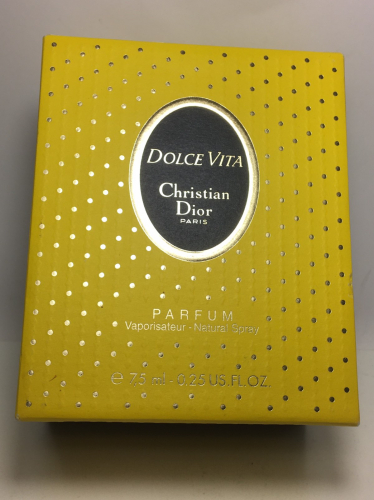 DOLCE VITA
Christian
Dior
PARIS
PARFUM
Vaporisateur - Natural Spray
℮ 7.5 ml - 0.25 US.FL.OZ.